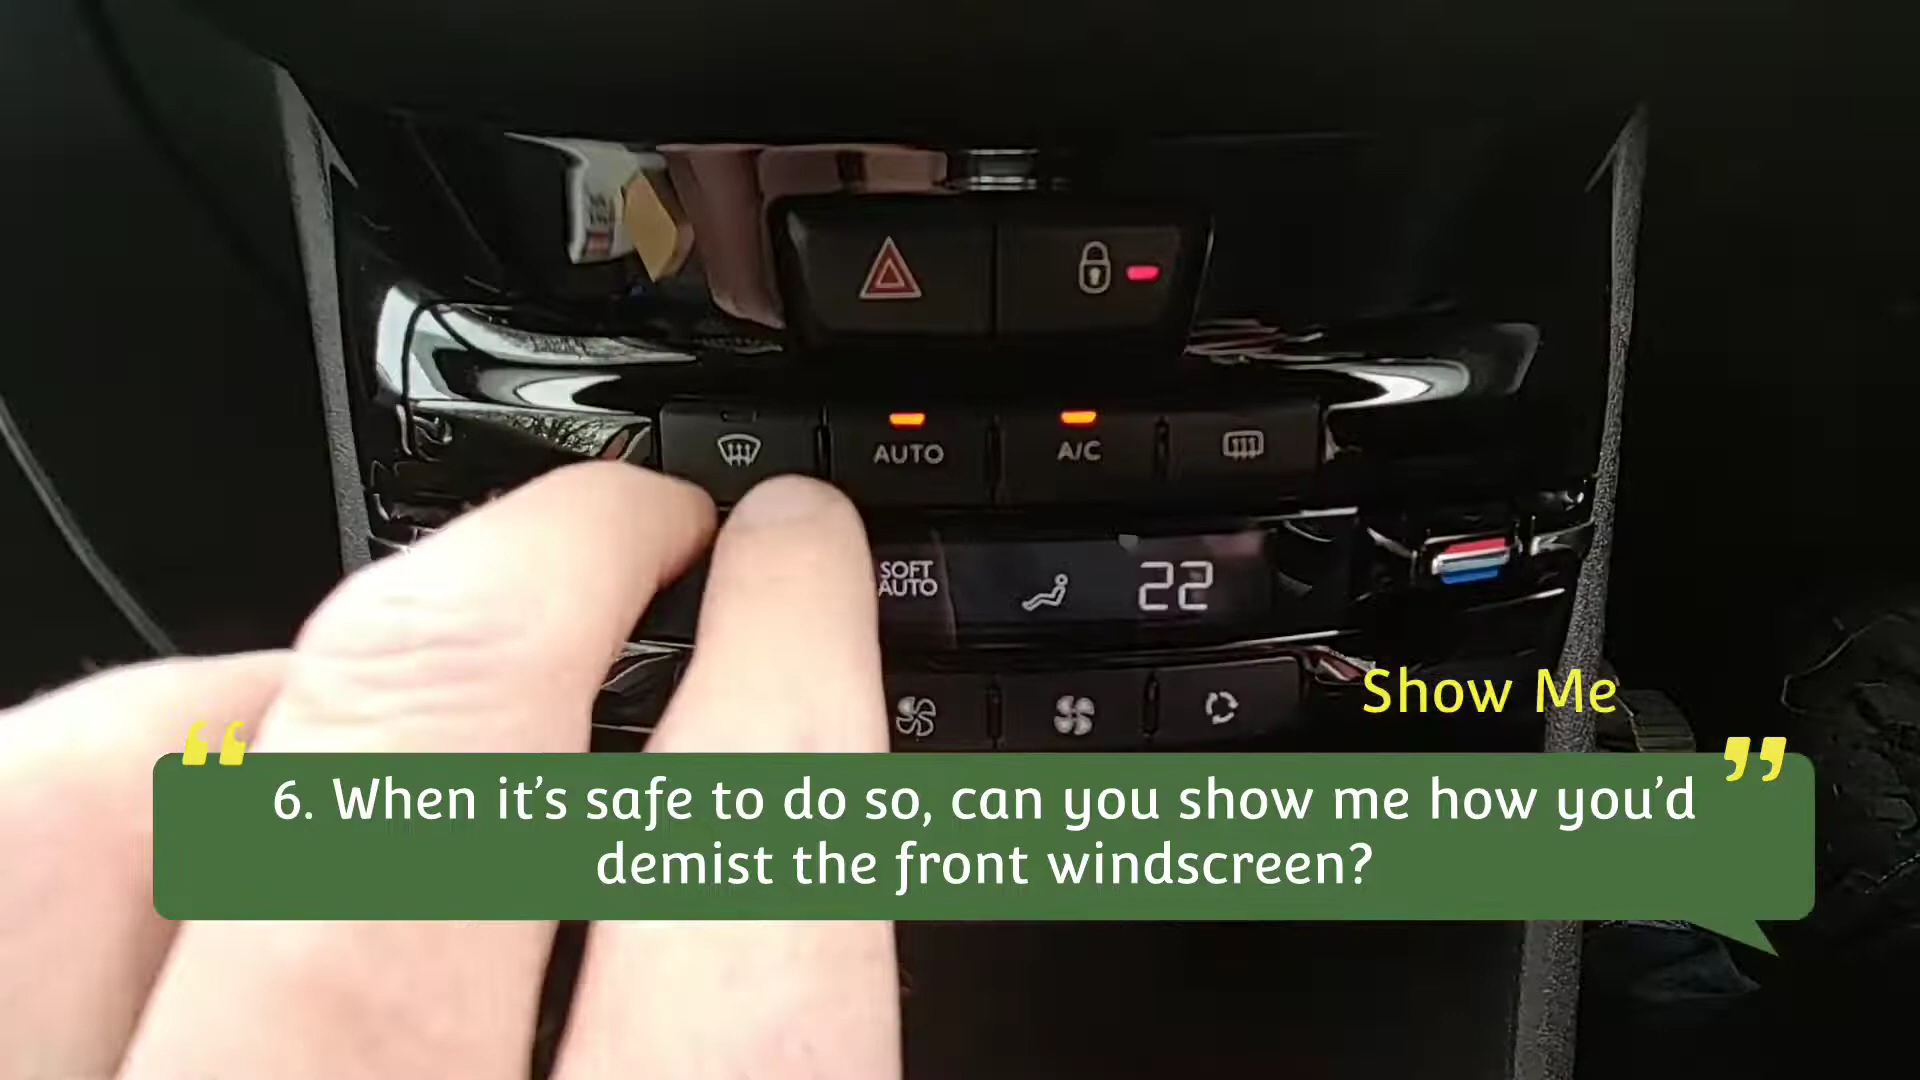 AUTO
A/C
SOFT
AUTO
22
Show Me
“
”
6. When it’s safe to do so, can you show me how you’d
demist the front windscreen?